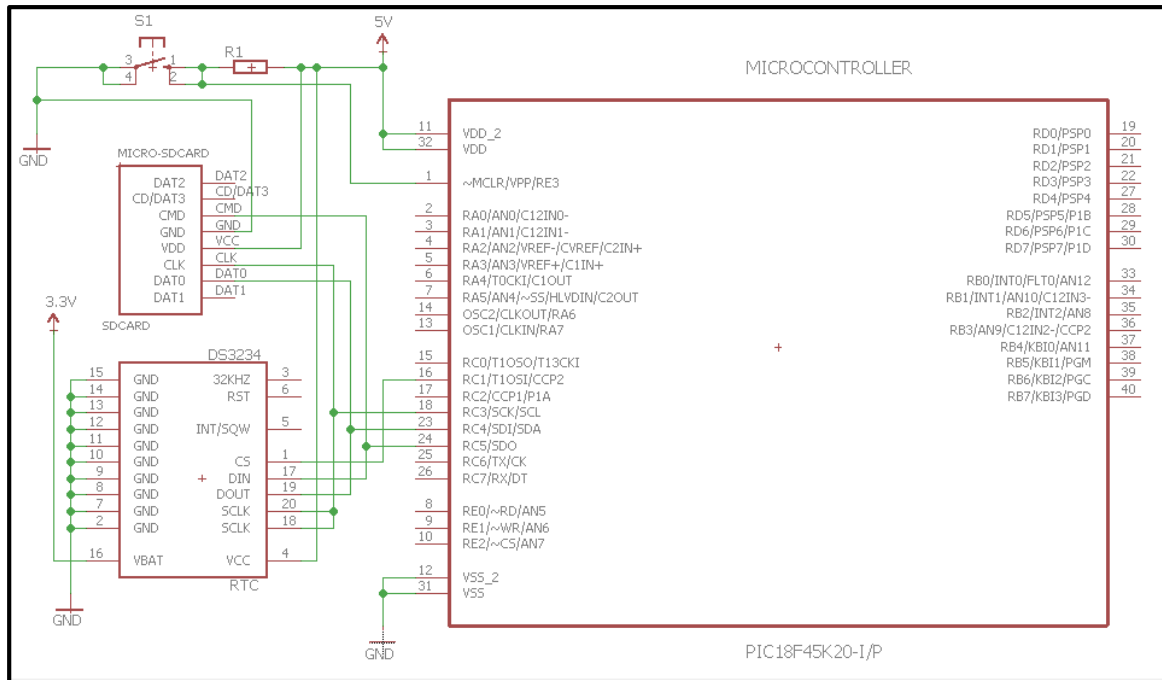 S1
3
4
1
2
R1
5V
GND
MICROCONTROLLER
MICRO-SDCARD
DAT2 DAT2
CD/DAT3 CD/DAT3
CMD CMD
GND GND
VDD VCC
CLK CLK
DAT0 DAT0
DAT1 DAT1
SDCARD
3.3V
DS3234
15 GND
14 GND
13 GND
12 GND
11 GND
10 GND
9 GND
8 GND
7 GND
2 GND
16 VBAT
32KHZ 3
RST 6
INT/SQW 5
CS 1
DIN 17
DOUT 19
SCLK 20
SCLK 18
VCC 4
RTC
GND
11 VDD_2
32 VDD
1 ~MCLR/VPP/RE3
2 RA0/AN0/C12IN0-
3 RA1/AN1/C12IN1-
4 RA2/AN2/VREF-/CVREF/C2IN+
5 RA3/AN3/VREF+/C1IN+
6 RA4/T0CKI/C1OUT
7 RA5/AN4/~SS/HLVDIN/C2OUT
14 OSC2/CLKOUT/RA6
13 OSC1/CLKIN/RA7
15 RC0/T1OSO/T13CKI
16 RC1/T1OSI/CCP2
17 RC2/CCP1/P1A
18 RC3/SCK/SCL
23 RC4/SDI/SDA
24 RC5/SDO
25 RC6/TX/CK
26 RC7/RX/DT
8 RE0/~RD/AN5
9 RE1/~WR/AN6
10 RE2/~CS/AN7
12 VSS_2
31 VSS
GND
RD0/PSP0 19
RD1/PSP1 20
RD2/PSP2 21
RD3/PSP3 22
RD4/PSP4 27
RD5/PSP5/P1B 28
RD6/PSP6/P1C 29
RD7/PSP7/P1D 30
RB0/INT0/FLT0/AN12 33
RB1/INT1/AN10/C12IN3- 34
RB2/INT2/AN8 35
RB3/AN9/C12IN2-/CCP2 36
RB4/KBI0/AN11 37
RB5/KBI1/PGM 38
RB6/KBI2/PGC 39
RB7/KBI3/PGD 40
PIC18F45K20-I/P